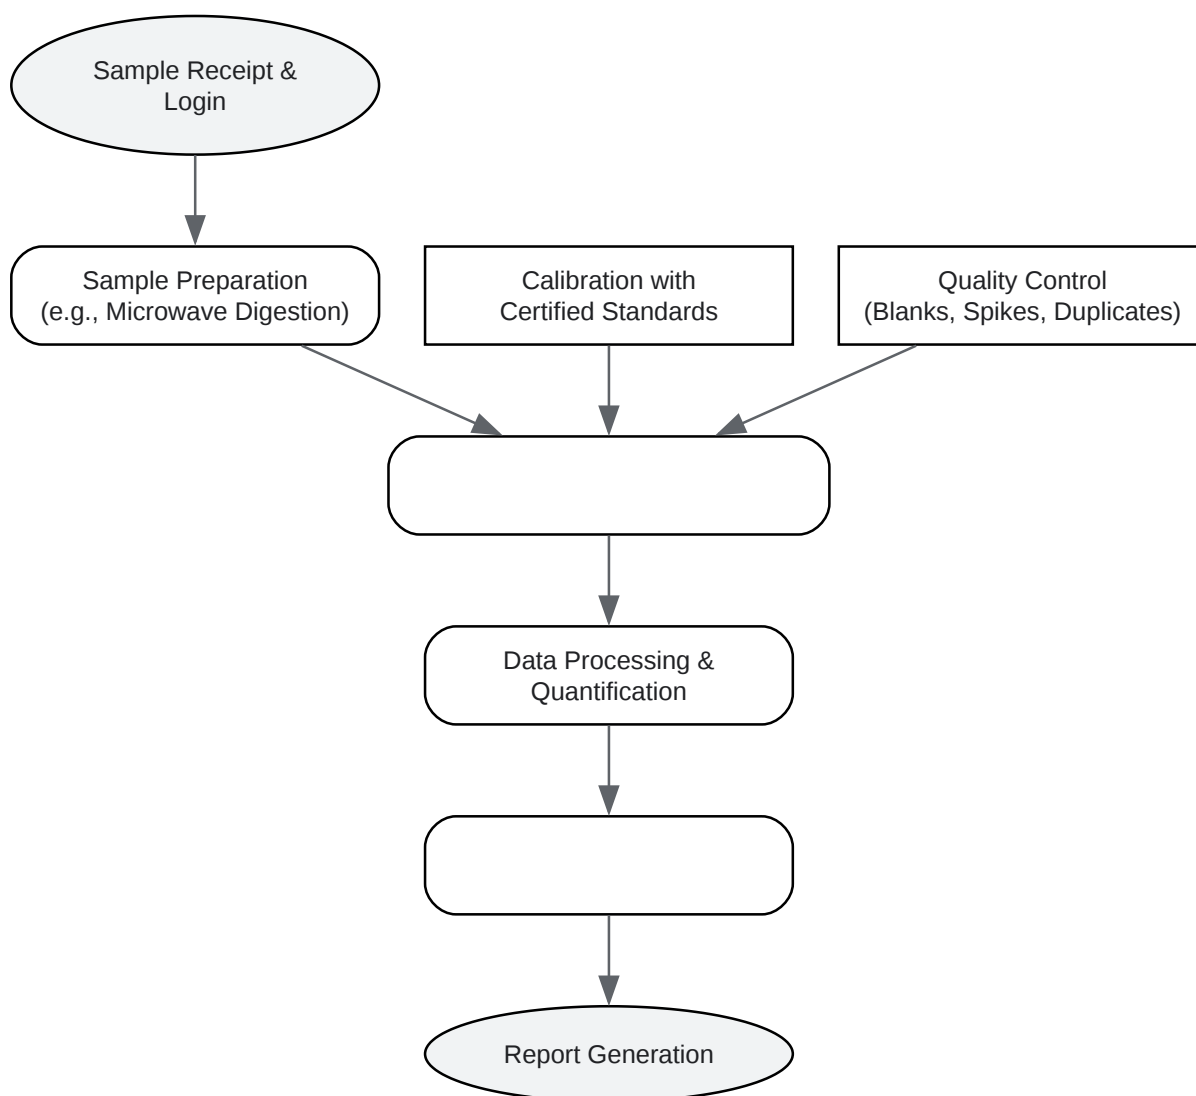 Sample Receipt &
Login
Sample Preparation
(e.g., Microwave Digestion)
Calibration with
Certified Standards
Quality Control
(Blanks, Spikes, Duplicates)
Data Processing &
Quantification
Report Generation